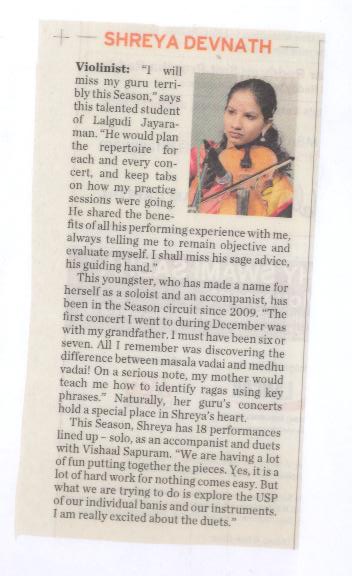 SHREYA DEVNATH
Violinist: "I will
miss my guru terri-
bly this Season," says
this talented student
of Lalgudi Jayara-
man. "He would plan
the repertoire for
each and every con-
cert, and keep tabs
on how my practice
sessions were going.
He shared the bene-
fits of all his performing experience with me,
always telling me to remain objective and
evaluate myself. I shall miss his sage advice,
his guiding hand."
This youngster, who has made a name for
herself as a soloist and an accompanist, has
been in the Season circuit since 2009. "The
first concert I went to during December was
with my grandfather. I must have been six or
seven. All I remember was discovering the
difference between masala vadai and medhu
vadai! On a serious note, my mother would
teach me how to identify ragas using key
phrases." Naturally, her guru's concerts
hold a special place in Shreya's heart.
This Season, Shreya has 18 performances
lined up – solo, as an accompanist and duets
with Vishaal Sapuram. "We are having a lot
of fun putting together the pieces. Yes, it is a
lot of hard work for nothing comes easy. But
what we are trying to do is explore the USP
of our individual banis and our instruments.
I am really excited about the duets."